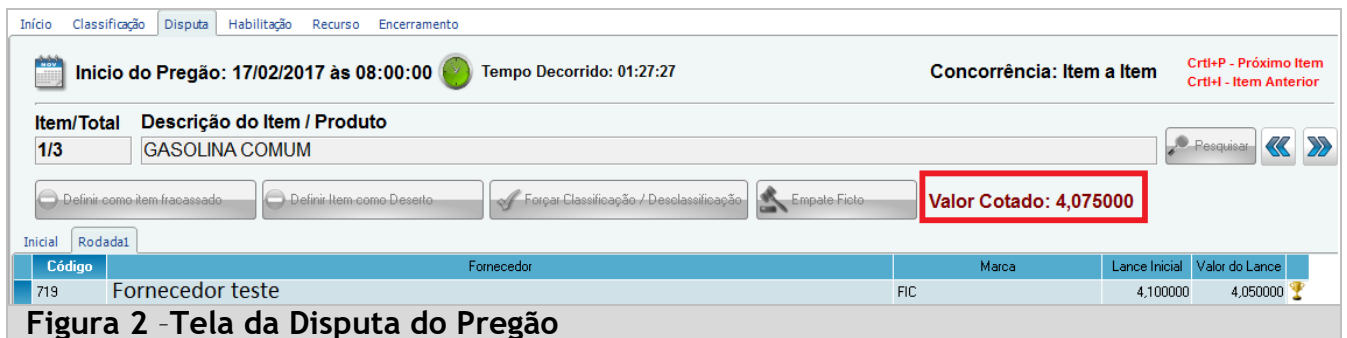 Início Classificação Disputa Habilitação Recurso Encerramento
NOV Inicio do Pregão: 17/02/2017 às 08:00:00 Tempo Decorrido: 01:27:27 Concorrência: Item a Item Crtl+P - Próximo Item
Crtl+I - Item Anterior
Item/Total Descrição do Item / Produto
1/3 GASOLINA COMUM Pesquisar
Definir como item fracassado Definir Item como Deserto Forçar Classificação / Desclassificação Empate Ficto Valor Cotado: 4,075000
Inicial Rodada1
Código Fornecedor Marca Lance Inicial Valor do Lance
719 Fornecedor teste FIC 4,100000 4,050000
Figura 2 –Tela da Disputa do Pregão